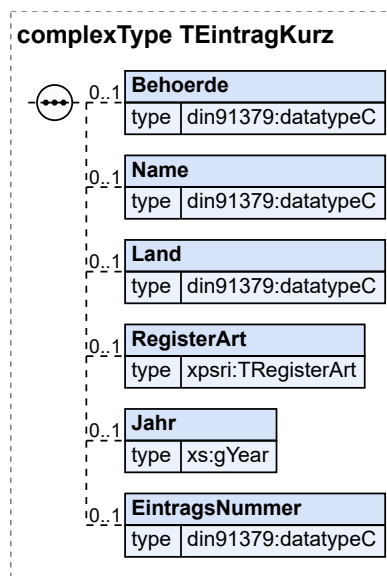 complexType TEintragKurz
0..1 Behoerde
type din91379:datatypeC
0..1 Name
type din91379:datatypeC
0..1 Land
type din91379:datatypeC
0..1 RegisterArt
type xpsri:TRegisterArt
0..1 Jahr
type xs:gYear
0..1 EintragsNummer
type din91379:datatypeC